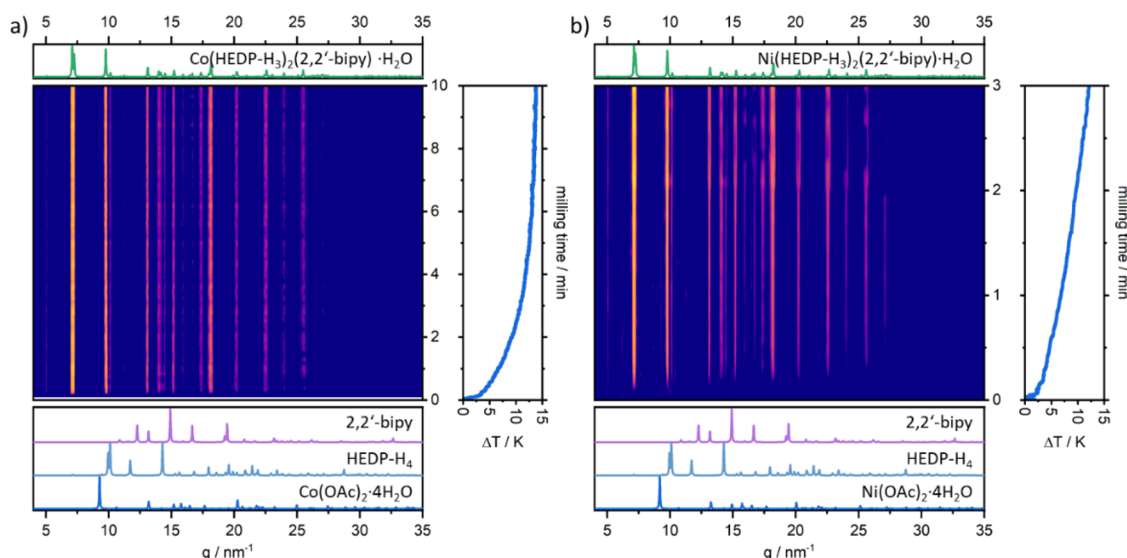 a)
5 10 15 20 25 30 35
Co(HEDP-H₃)₂(2,2‘-bipy) ·H₂O
10
8
6
4
2
0
milling time / min
0 5 10 15
ΔT / K
2,2‘-bipy
HEDP-H₄
Co(OAc)₂·4H₂O
5 10 15 20 25 30 35
q / nm⁻¹
b)
5 10 15 20 25 30 35
Ni(HEDP-H₃)₂(2,2‘-bipy)·H₂O
3
2
1
0
milling time / min
0 5 10 15
ΔT / K
2,2‘-bipy
HEDP-H₄
Ni(OAc)₂·4H₂O
5 10 15 20 25 30 35
q / nm⁻¹